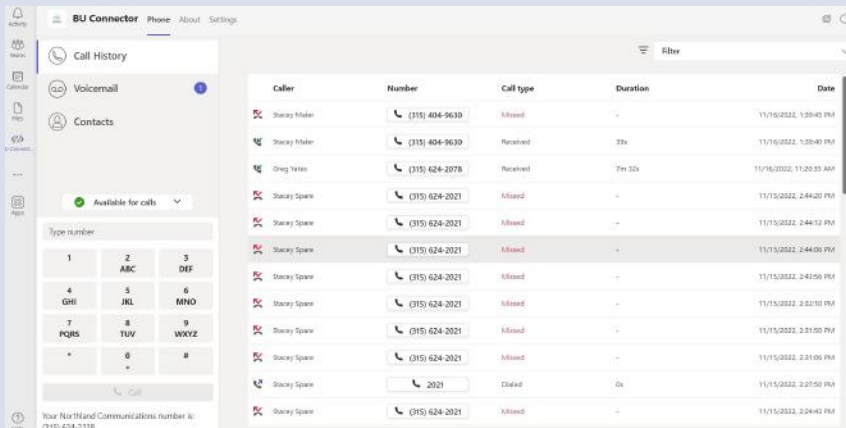 BU Connector Phone About Settings
Activity
Teams
Calendar
Files
Apps
Call History
Voicemail 1
Contacts
Available for calls
Type number
1 2 ABC 3 DEF
4 GHI 5 JKL 6 MNO
7 PQRS 8 TUV 9 WXYZ
* 0 + #
Call
Your Northland Communications number is:
Filter
Caller Number Call type Duration Date
Stacey Maker (315) 404-9630 Missed - 11/16/2022, 1:39:45 PM
Stacey Maker (315) 404-9630 Received 39s 11/16/2022, 1:39:40 PM
Greg Yates (315) 624-2078 Received 7m 32s 11/16/2022, 11:20:35 AM
Stacey Spare (315) 624-2021 Missed - 11/15/2022, 2:44:20 PM
Stacey Spare (315) 624-2021 Missed - 11/15/2022, 2:44:12 PM
Stacey Spare (315) 624-2021 Missed - 11/15/2022, 2:44:06 PM
Stacey Spare (315) 624-2021 Missed - 11/15/2022, 2:43:56 PM
Stacey Spare (315) 624-2021 Missed - 11/15/2022, 2:32:10 PM
Stacey Spare (315) 624-2021 Missed - 11/15/2022, 2:31:50 PM
Stacey Spare (315) 624-2021 Missed - 11/15/2022, 2:31:06 PM
Stacey Spare 2021 Dialed 0s 11/15/2022, 2:27:50 PM
Stacey Spare (315) 624-2021 Missed - 11/15/2022, 2:24:43 PM